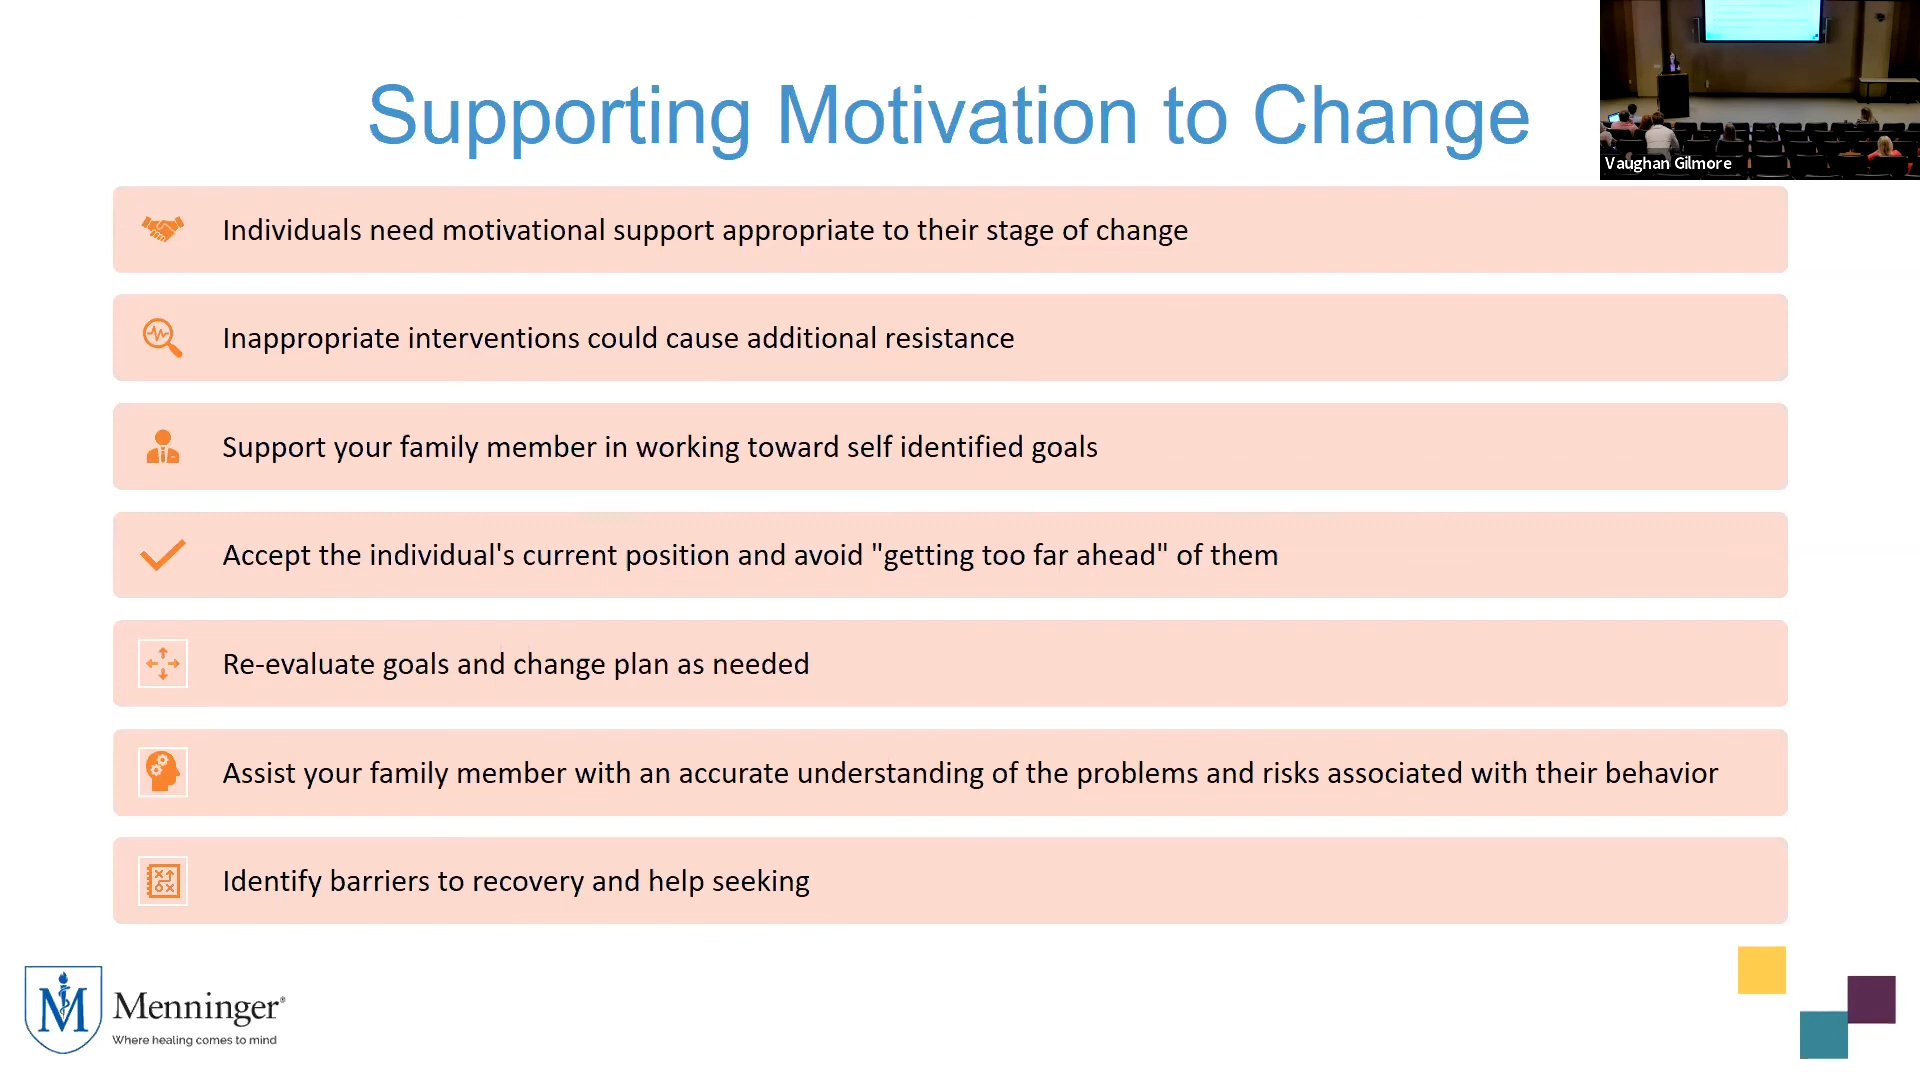 Supporting Motivation to Change
Vaughan Gilmore
Individuals need motivational support appropriate to their stage of change
Inappropriate interventions could cause additional resistance
Support your family member in working toward self identified goals
Accept the individual's current position and avoid "getting too far ahead" of them
Re-evaluate goals and change plan as needed
Assist your family member with an accurate understanding of the problems and risks associated with their behavior
Identify barriers to recovery and help seeking
M
Menninger®
Where healing comes to mind